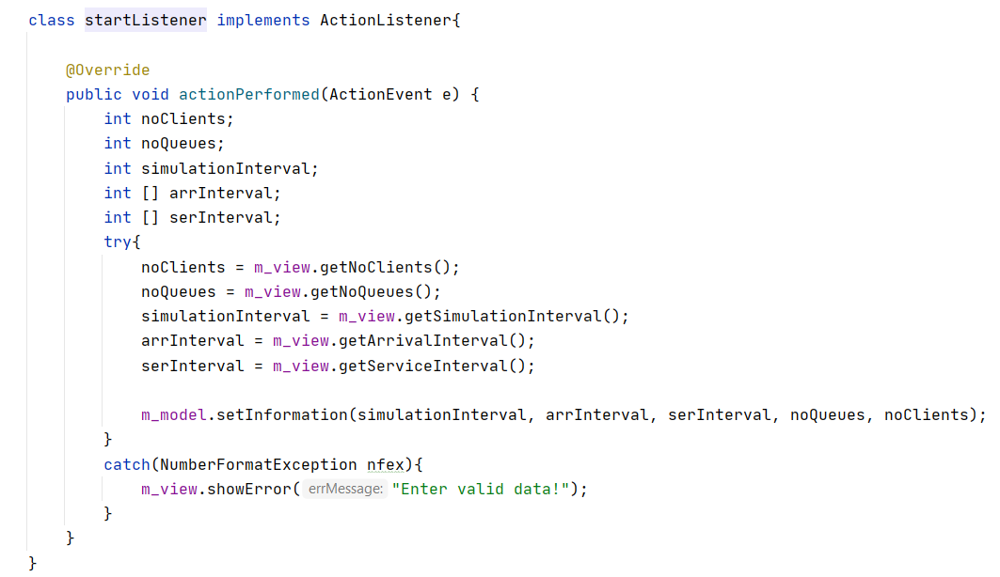 class startListener implements ActionListener{
@Override
public void actionPerformed(ActionEvent e) {
int noClients;
int noQueues;
int simulationInterval;
int [] arrInterval;
int [] serInterval;
try{
noClients = m_view.getNoClients();
noQueues = m_view.getNoQueues();
simulationInterval = m_view.getSimulationInterval();
arrInterval = m_view.getArrivalInterval();
serInterval = m_view.getServiceInterval();
m_model.setInformation(simulationInterval, arrInterval, serInterval, noQueues, noClients);
}
catch(NumberFormatException nfex){
m_view.showError( errMessage: "Enter valid data!");
}
}
}